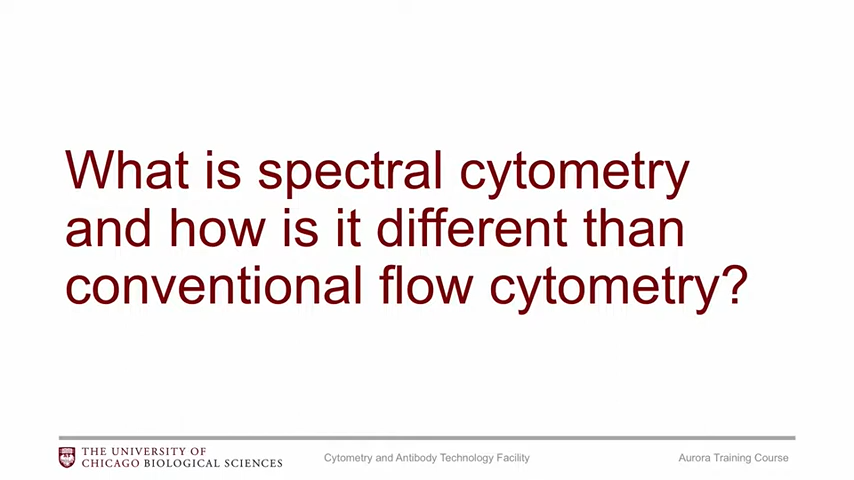 What is spectral cytometry
and how is it different than
conventional flow cytometry?
THE UNIVERSITY OF
CHICAGO BIOLOGICAL SCIENCES
Cytometry and Antibody Technology Facility
Aurora Training Course